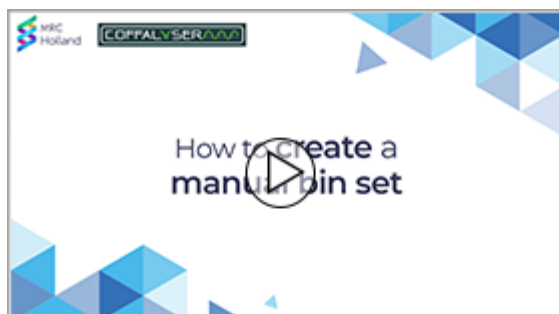 MRC
Holland
COFFALYSER
How to create a
manual bin set